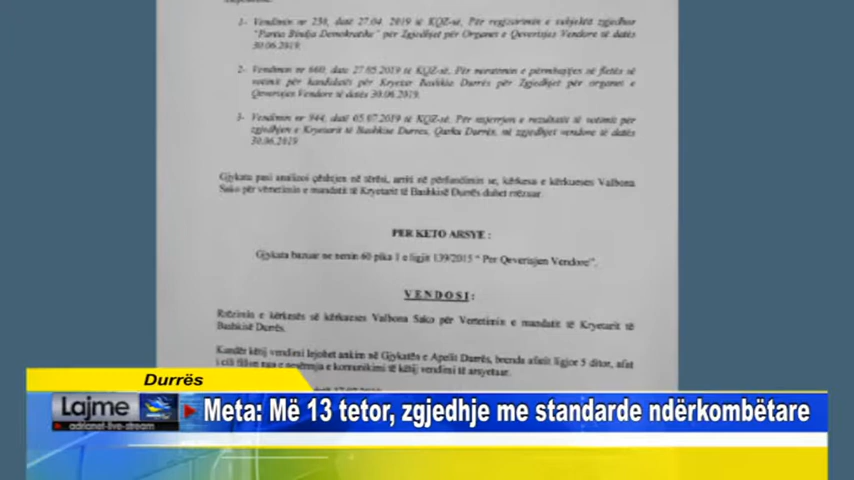 1- Vendimin nr 258, datë 27.04. 2019 të KQZ-së, Për regjistrimin e subjektit zgjedhor
"Partia Bindja Demokratike" për Zgjedhjet për Organet e Qeverisjes Vendore të datës
30.06.2019.
2- Vendimin nr 660, date 27.05.2019 të KQZ-së, Për miratimin e përmbajtjes së fletës së
votimit për kandidatët për Kryetar Bashkie Durrës për Zgjedhjet për organet e
Qeverisjes Vendore të datës 30.06.2019.
3- Vendimin nr 944, datë 05.07.2019 të KQZ-së, Për nxjerrjen e rezultatit të votimit për
zgjedhjen e Kryetarit të Bashkise Durres, Qarku Durrës, në zgjedhjet vendore të datës
30.06.2019
Gjykata pasi analizoi çështjen në tërësi, arriti në përfundimin se, kërkesa e kërkueses Valbona
Sako për vërtetimin e mandatit të Kryetarit të Bashkisë Durrës duhet rrëzuar.
PER KETO ARSYE :
Gjykata bazuar ne nenin 60 pika 1 e ligjit 139/2015 " Per Qeverisjen Vendore".
VENDOSI:
Rrëzimin e kërkesës së kërkueses Valbona Sako për Vertetimin e mandatit të Kryetarit të
Bashkisë Durrës.
Kundër këtij vendimi lejohet ankim në Gjykatën e Apelit Durrës, brenda afatit ligjor 5 ditor, afat
i cili fillon nga e nesërmja e komunikimi të këtij vendimi të arsyetuar.
Durrës
Lajme
adrianet-live-stream
Meta: Më 13 tetor, zgjedhje me standarde ndërkombëtare